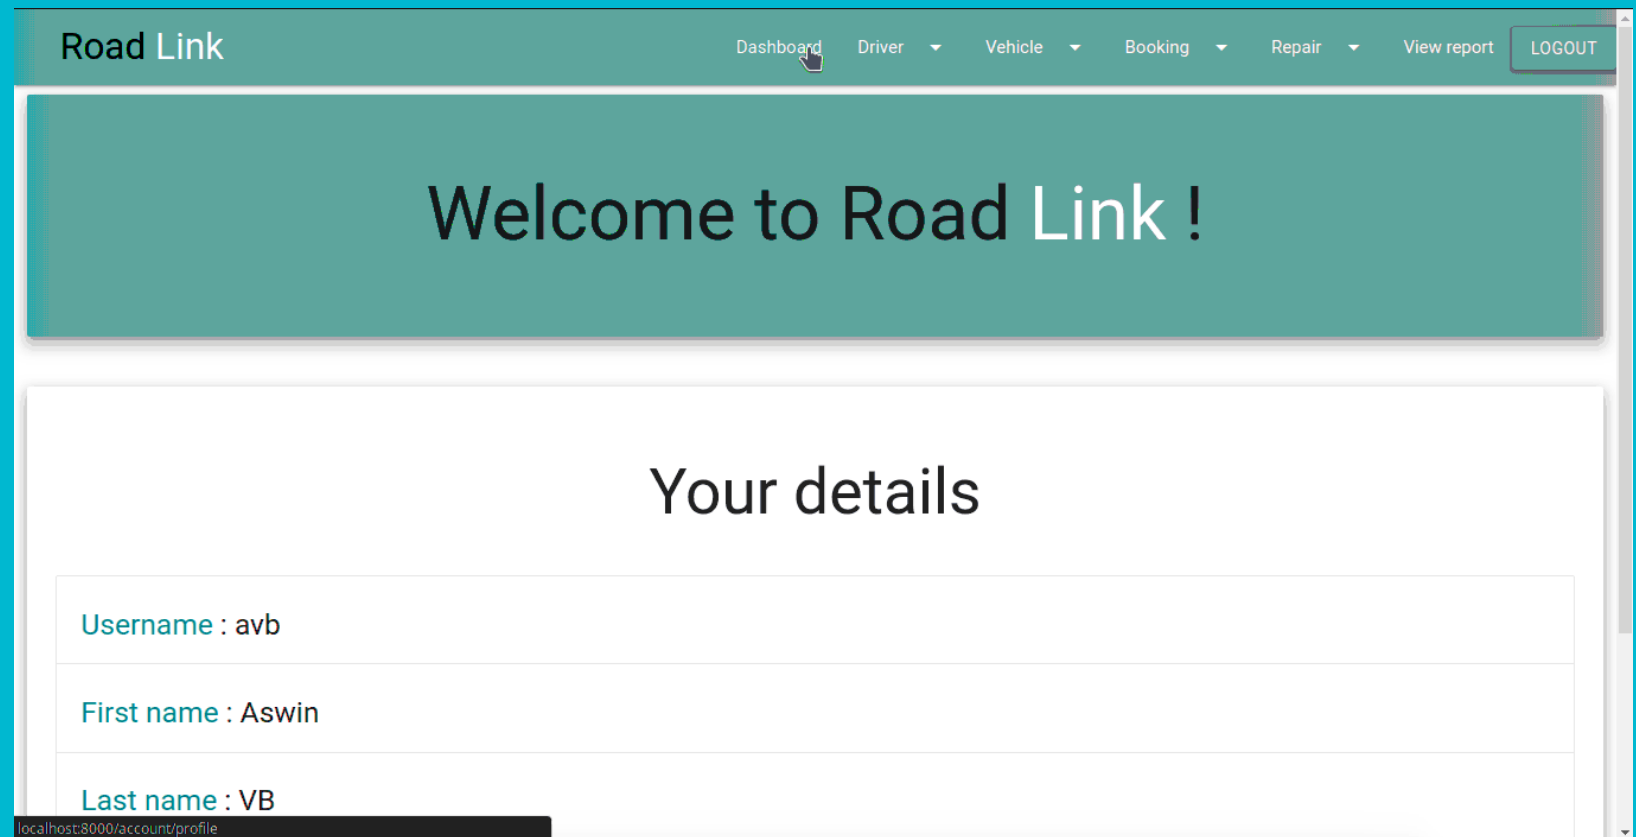 Road Link
Dashboard Driver Vehicle Booking Repair View report LOGOUT
Welcome to Road Link !
Your details
Username : avb
First name : Aswin
Last name : VB
localhost:8000/account/profile